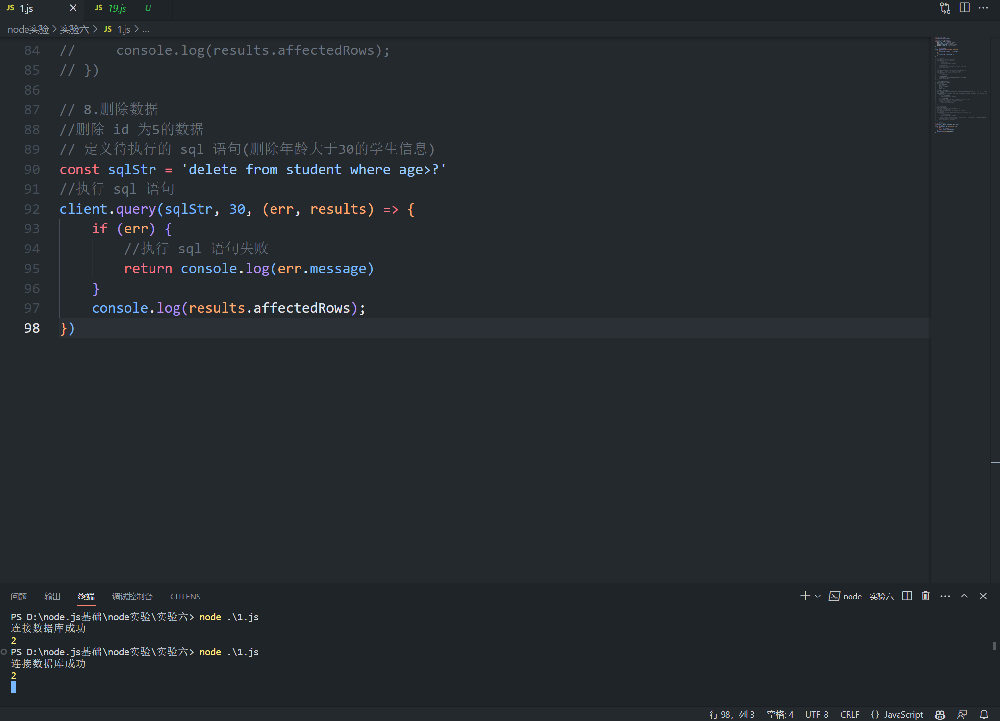 JS 1.js JS 19.js U
node实验 > 实验六 > JS 1.js > ...
84 //     console.log(results.affectedRows);
85 // })
86
87 // 8.删除数据
88 //删除 id 为5的数据
89 // 定义待执行的 sql 语句(删除年龄大于30的学生信息)
90 const sqlStr = 'delete from student where age>?'
91 //执行 sql 语句
92 client.query(sqlStr, 30, (err, results) => {
93     if (err) {
94         //执行 sql 语句失败
95         return console.log(err.message)
96     }
97     console.log(results.affectedRows);
98 })
问题 输出 终端 调试控制台 GITLENS node - 实验六
PS D:\node.js基础\node实验\实验六> node .\1.js
连接数据库成功
2
PS D:\node.js基础\node实验\实验六> node .\1.js
连接数据库成功
2
行 98，列 3 空格: 4 UTF-8 CRLF {} JavaScript